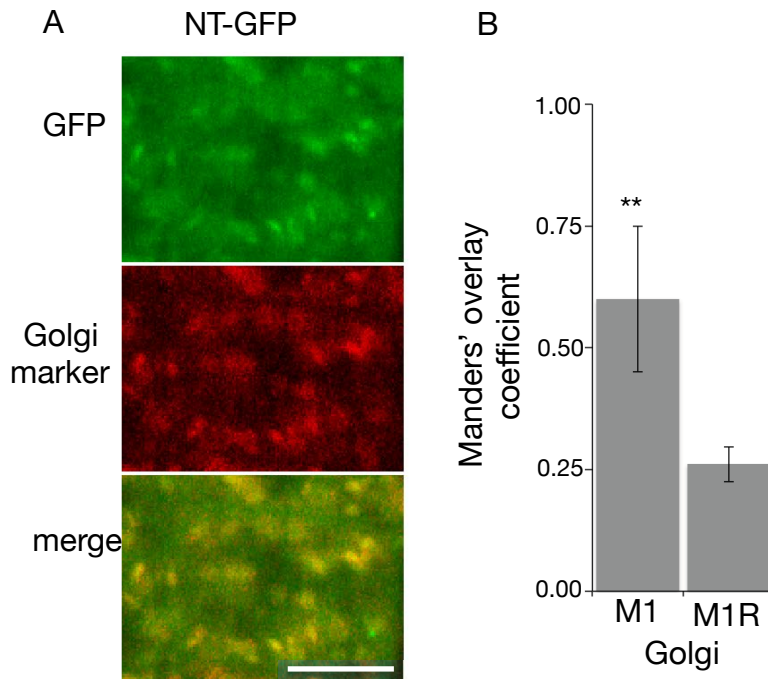 A
NT-GFP
GFP
Golgi
marker
merge
B
Manders' overlay
coefficient
1.00
0.75
0.50
0.25
0.00
**
M1
M1R
Golgi